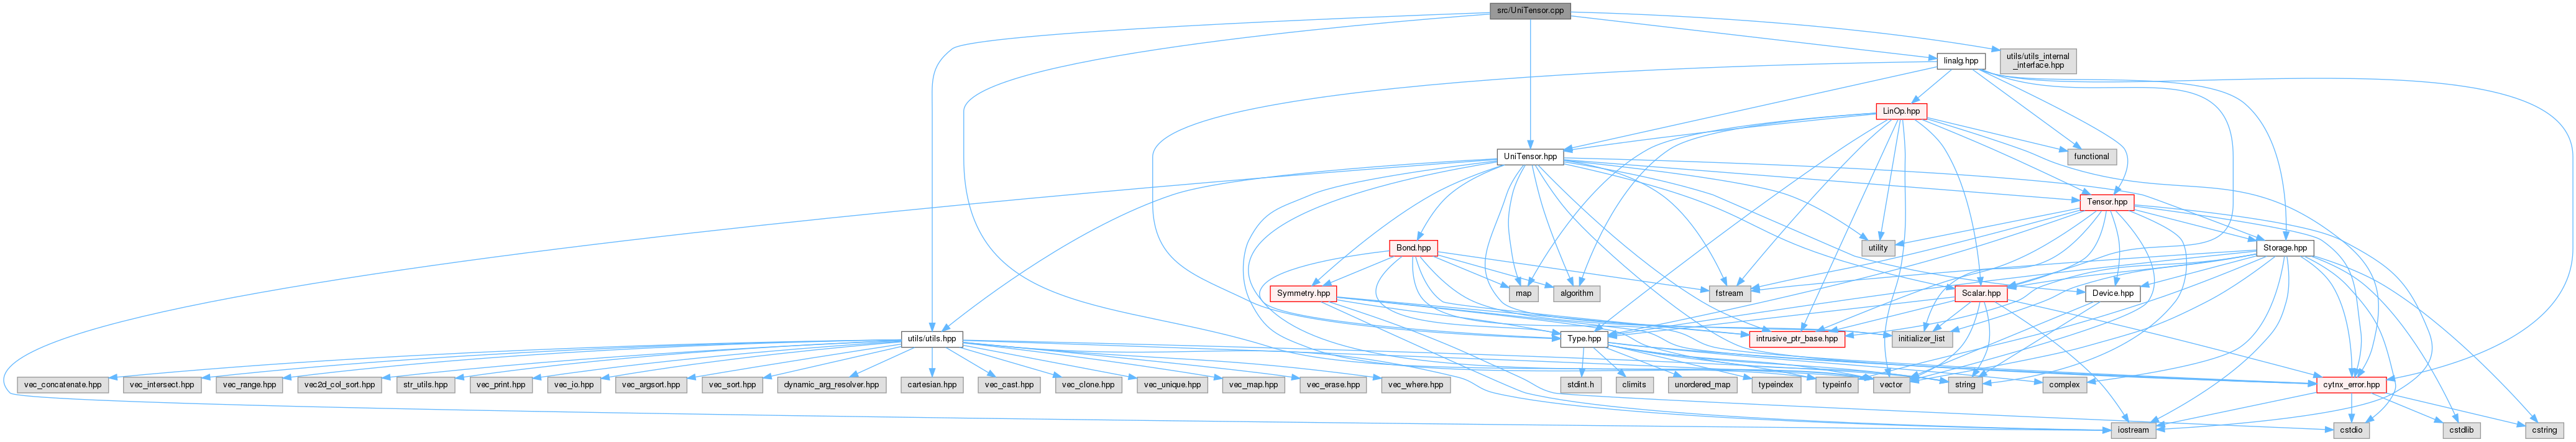 src/UniTensor.cpp
utils/utils_internal
_interface.hpp
linalg.hpp
LinOp.hpp
functional
UniTensor.hpp
Tensor.hpp
Bond.hpp
utility
Storage.hpp
Symmetry.hpp
map
algorithm
fstream
Scalar.hpp
Device.hpp
utils/utils.hpp
Type.hpp
intrusive_ptr_base.hpp
initializer_list
vec_concatenate.hpp
vec_intersect.hpp
vec_range.hpp
vec2d_col_sort.hpp
str_utils.hpp
vec_print.hpp
vec_io.hpp
vec_argsort.hpp
vec_sort.hpp
dynamic_arg_resolver.hpp
cartesian.hpp
vec_cast.hpp
vec_clone.hpp
vec_unique.hpp
vec_map.hpp
vec_erase.hpp
vec_where.hpp
stdint.h
climits
unordered_map
typeindex
typeinfo
vector
string
complex
cytnx_error.hpp
iostream
cstdio
cstdlib
cstring